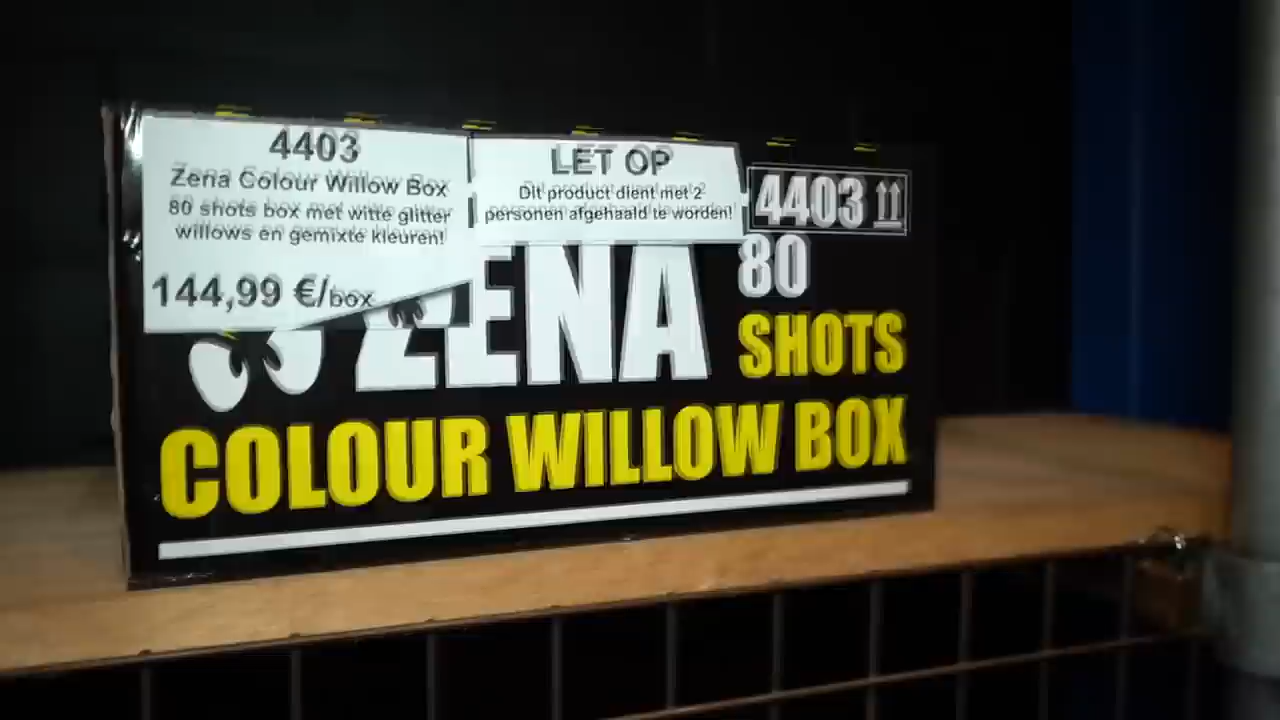 4403
Zena Colour Willow Box
80 shots box met witte glitter
willows en gemixte kleuren!
144,99 €/box
LET OP
Dit product dient met 2
personen afgehaald te worden!
4403
ZENA
80
SHOTS
COLOUR WILLOW BOX